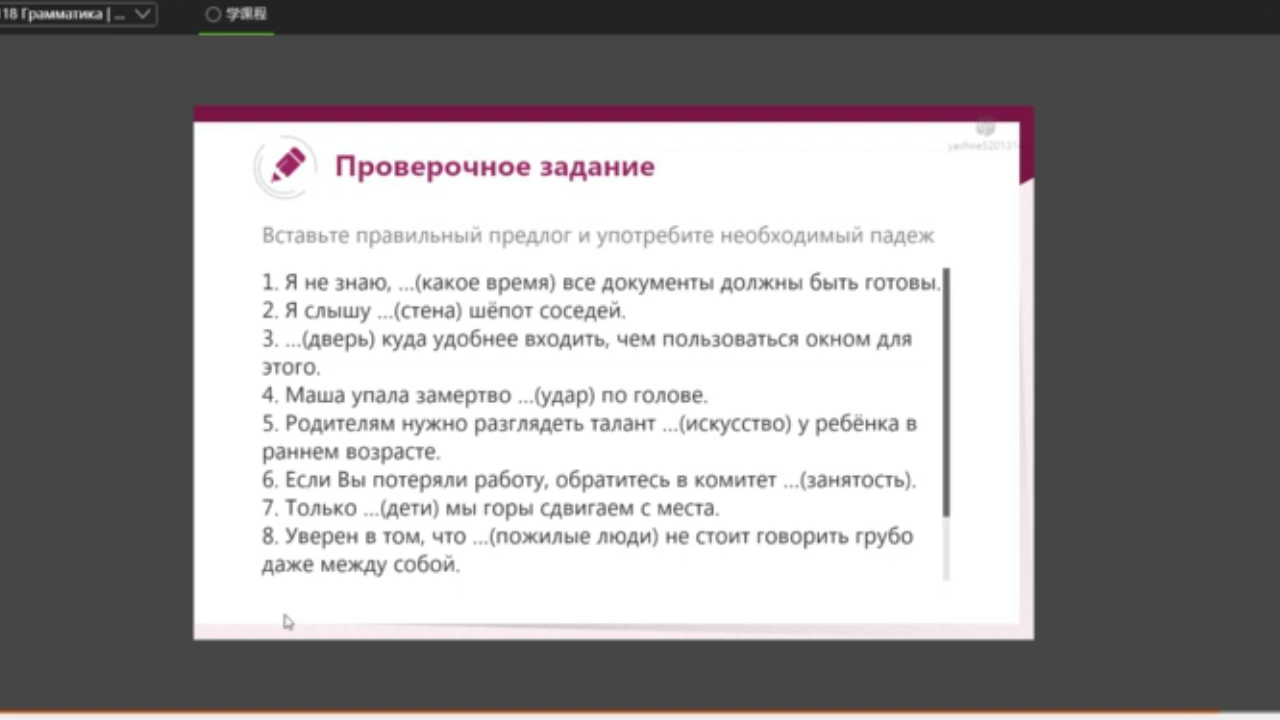 118 Грамматика | ...
学课程
Проверочное задание
Вставьте правильный предлог и употребите необходимый падеж
1. Я не знаю, ...(какое время) все документы должны быть готовы.
2. Я слышу ...(стена) шёпот соседей.
3. ...(дверь) куда удобнее входить, чем пользоваться окном для
этого.
4. Маша упала замертво ...(удар) по голове.
5. Родителям нужно разглядеть талант ...(искусство) у ребёнка в
раннем возрасте.
6. Если Вы потеряли работу, обратитесь в комитет ...(занятость).
7. Только ...(дети) мы горы сдвигаем с места.
8. Уверен в том, что ...(пожилые люди) не стоит говорить грубо
даже между собой.